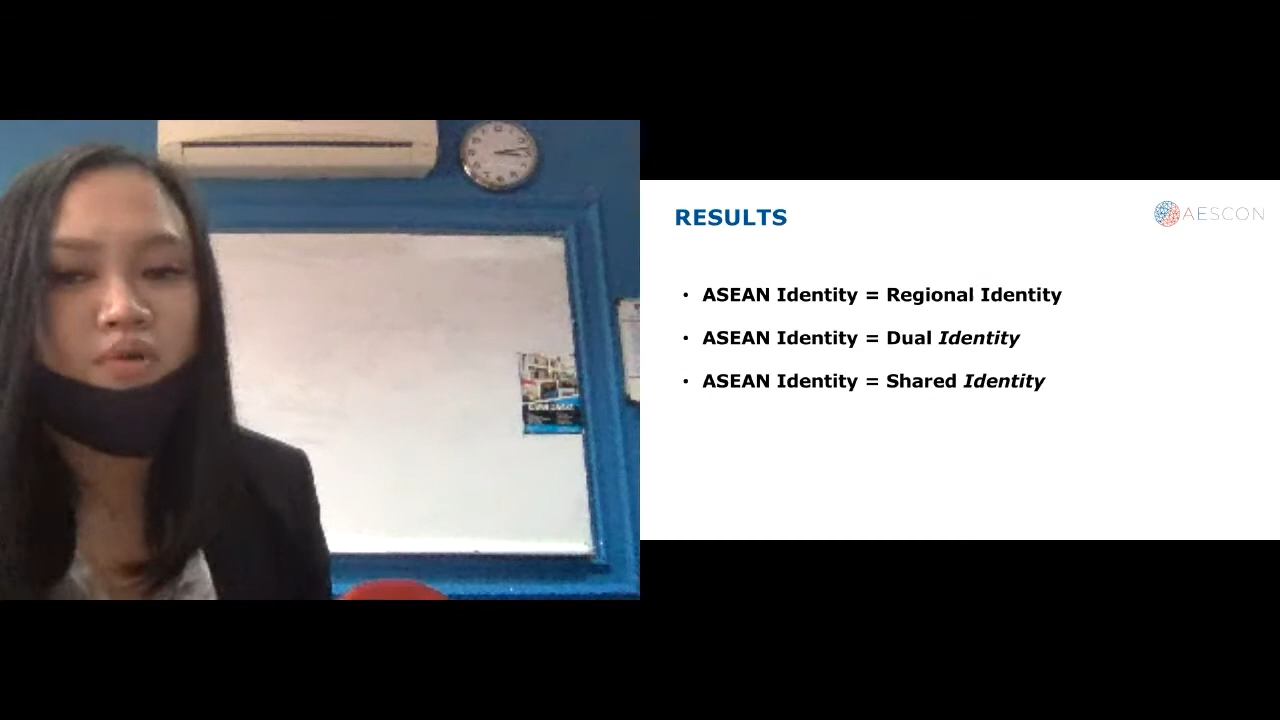 RESULTS
AESCON
• ASEAN Identity = Regional Identity
• ASEAN Identity = Dual Identity
• ASEAN Identity = Shared Identity